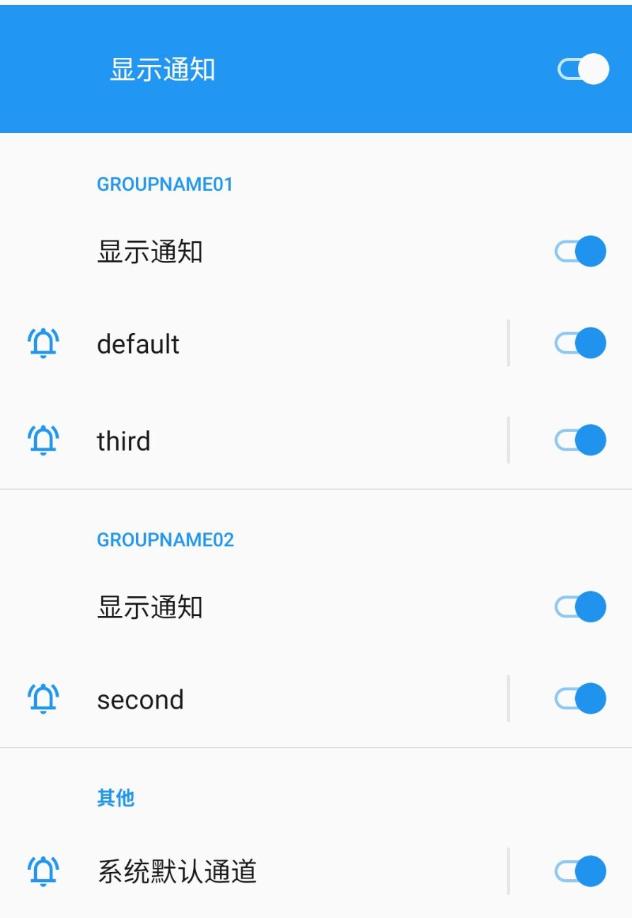 显示通知
GROUPNAME01
显示通知
default
third
GROUPNAME02
显示通知
second
其他
系统默认通道